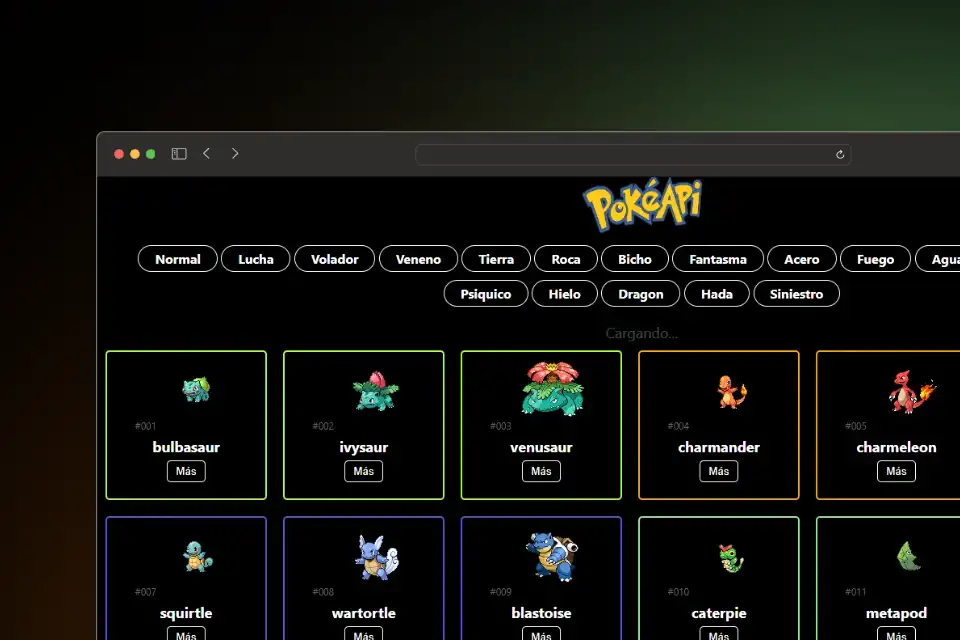 PokéApi
Normal Lucha Volador Veneno Tierra Roca Bicho Fantasma Acero Fuego Agua
Psiquico Hielo Dragon Hada Siniestro
Cargando...
#001 #002 #003 #004 #005
bulbasaur ivysaur venusaur charmander charmeleon
Más Más Más Más Más
#007 #008 #009 #010 #011
squirtle wartortle blastoise caterpie metapod
Más Más Más Más Más